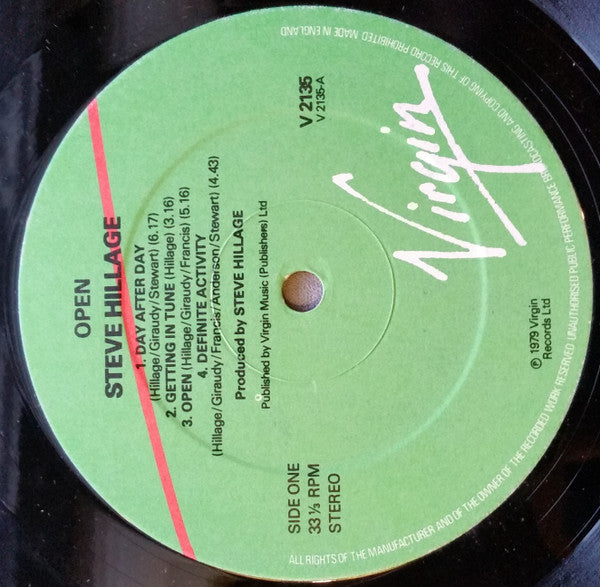 OPEN
STEVE HILLAGE
1. DAY AFTER DAY
(Hillage/Giraudy/Stewart) (6.17)
2. GETTING IN TUNE (Hillage) (3.16)
3. OPEN (Hillage/Giraudy/Francis) (5.16)
4. DEFINITE ACTIVITY
(Hillage/Giraudy/Francis/Anderson/Stewart) (4.43)
Produced by STEVE HILLAGE
Published by Virgin Music (Publishers) Ltd
SIDE ONE
33⅓ RPM
STEREO
V 2135
V 2135-A
Virgin
℗ 1979 Virgin
Records Ltd
ALL RIGHTS OF THE MANUFACTURER AND OF THE OWNER OF THE RECORDED WORK RESERVED UNAUTHORISED PUBLIC PERFORMANCE BROADCASTING AND COPYING OF THIS RECORD PROHIBITED MADE IN ENGLAND